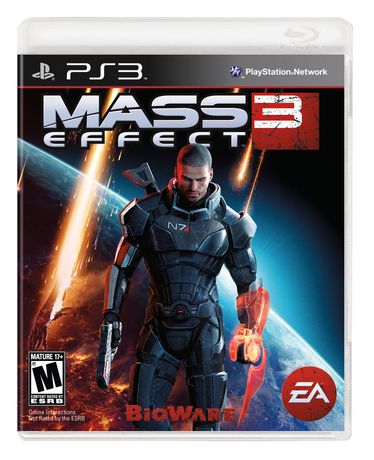 PS3
PlayStation®Network
MASS
EFFECT 3
N7
MATURE 17+
M
CONTENT RATED BY
ESRB
Online Interactions
Not Rated by the ESRB
BIOWARE
EA